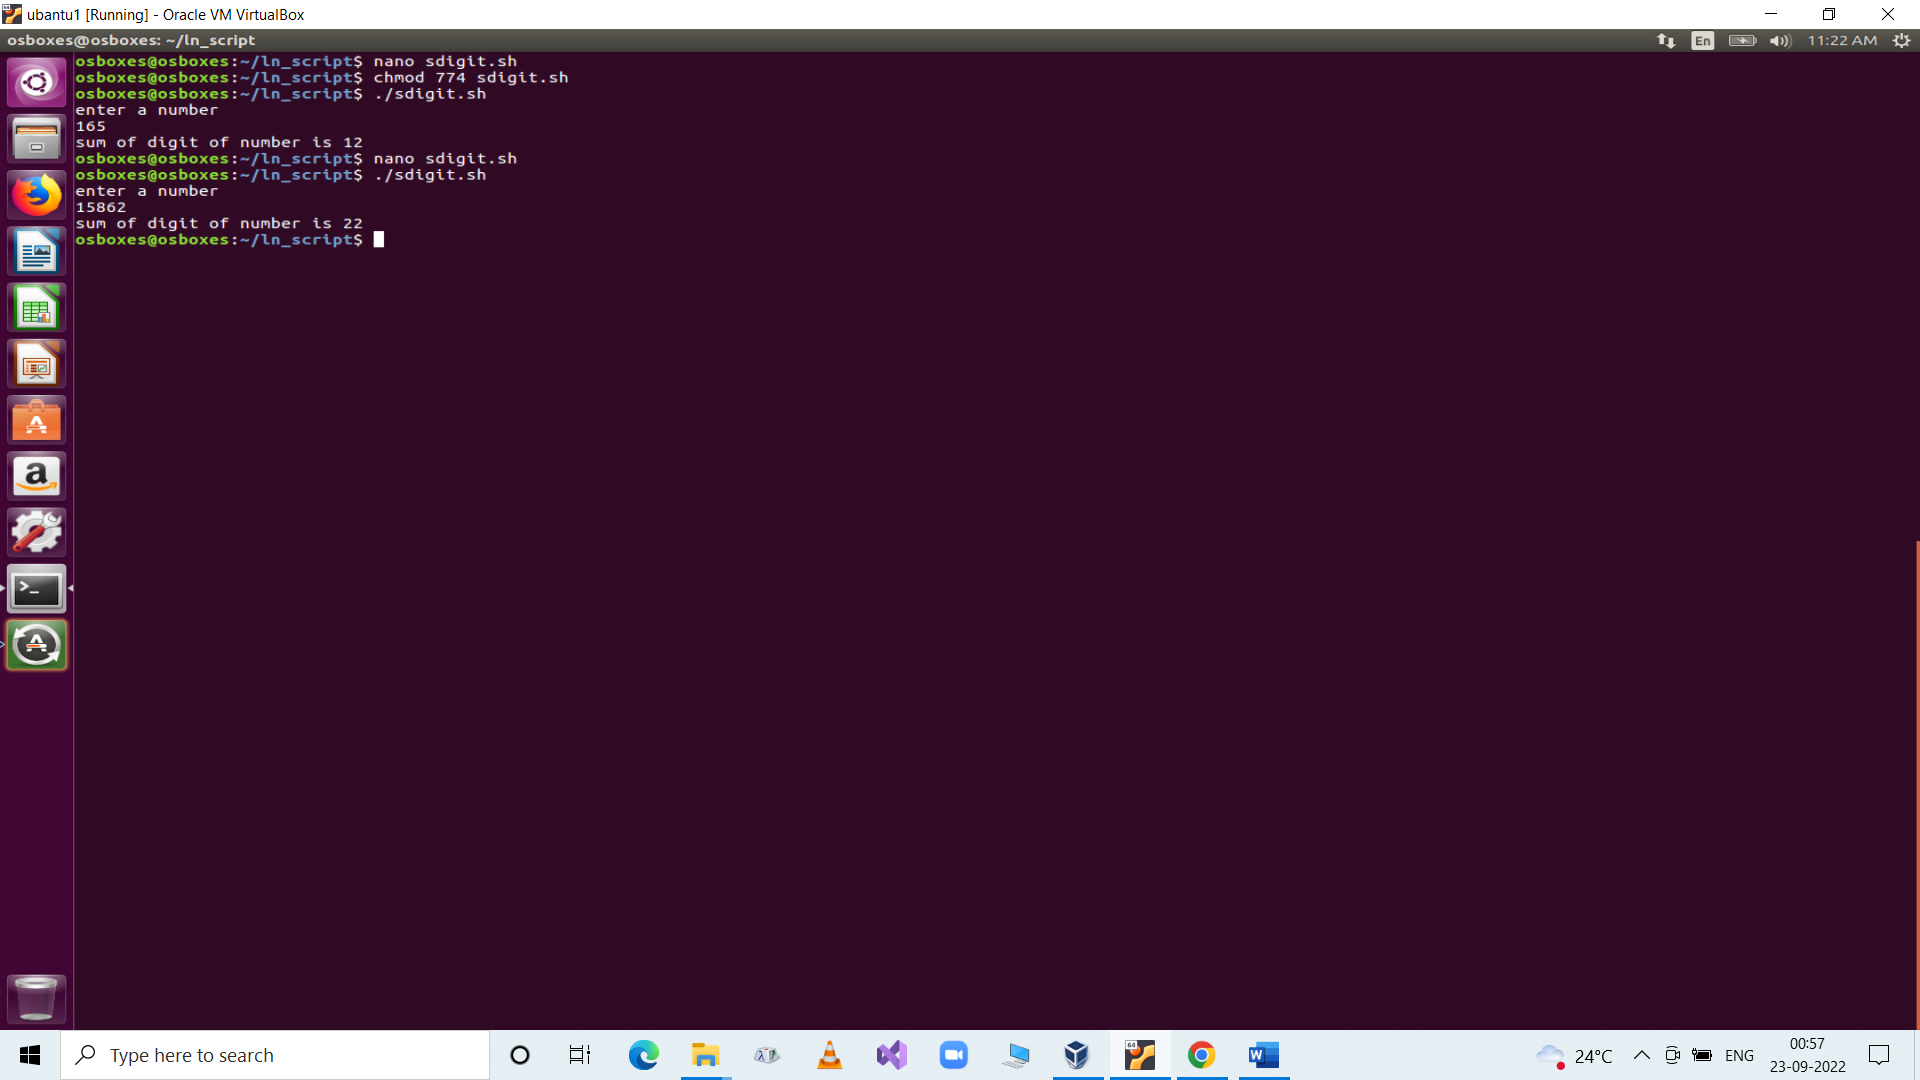 ubantu1 [Running] - Oracle VM VirtualBox
osboxes@osboxes: ~/ln_script
En
11:22 AM
osboxes@osboxes:~/ln_script$ nano sdigit.sh
osboxes@osboxes:~/ln_script$ chmod 774 sdigit.sh
osboxes@osboxes:~/ln_script$ ./sdigit.sh
enter a number
165
sum of digit of number is 12
osboxes@osboxes:~/ln_script$ nano sdigit.sh
osboxes@osboxes:~/ln_script$ ./sdigit.sh
enter a number
15862
sum of digit of number is 22
osboxes@osboxes:~/ln_script$
Type here to search
24°C
ENG
00:57
23-09-2022